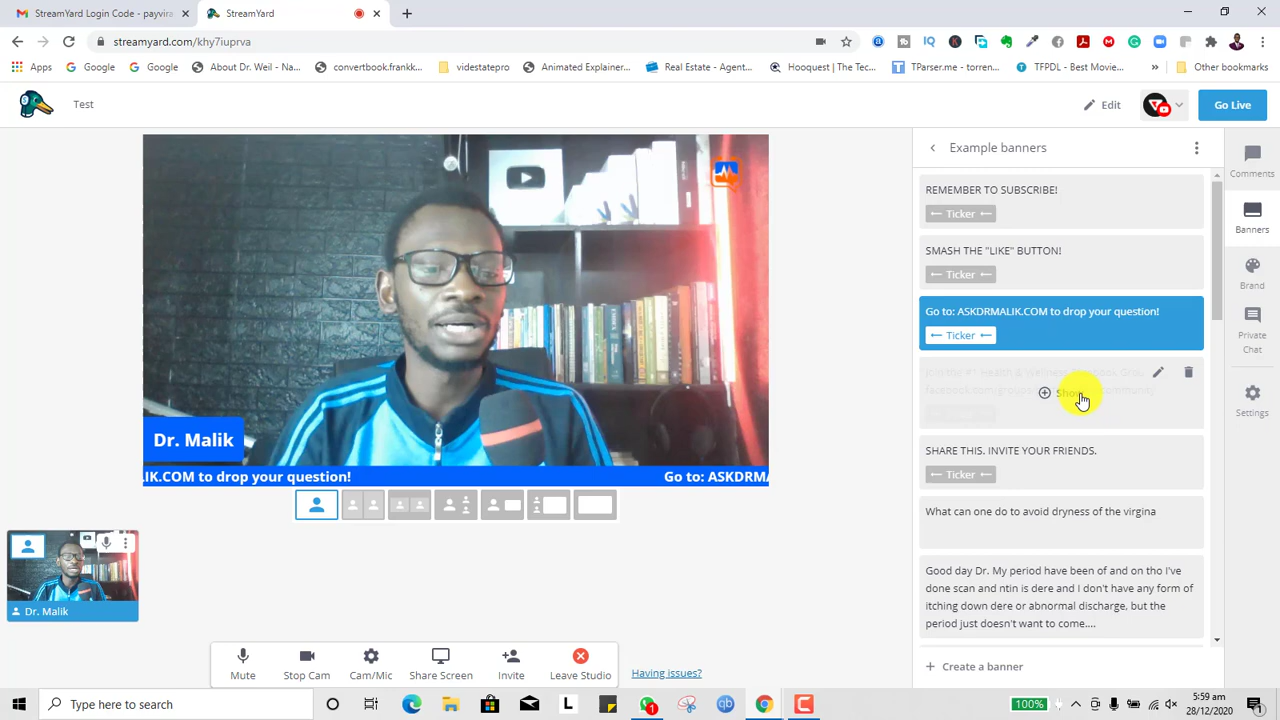 StreamYard Login Code - payvira
StreamYard
streamyard.com/khy7iuprva
Apps
Google
Google
About Dr. Weil - Na...
convertbook.frankk...
videstatepro
Animated Explainer...
Real Estate - Agent...
Hooquest | The Tec...
TParser.me - torren...
TFPDL - Best Movie...
Other bookmarks
Test
Edit
Go Live
Example banners
REMEMBER TO SUBSCRIBE!
Ticker
SMASH THE "LIKE" BUTTON!
Ticker
Go to: ASKDRMALIK.COM to drop your question!
Ticker
Show
SHARE THIS. INVITE YOUR FRIENDS.
Ticker
What can one do to avoid dryness of the virgina
Good day Dr. My period have been of and on tho I've
done scan and ntin is dere and I don't have any form of
itching down dere or abnormal discharge, but the
period just doesn't want to come....
Create a banner
Comments
Banners
Brand
Private
Chat
Settings
Dr. Malik
IK.COM to drop your question!
Go to: ASKDRMA
Dr. Malik
Mute
Stop Cam
Cam/Mic
Share Screen
Invite
Leave Studio
Having issues?
Type here to search
L
qb
1
100%
5:59 am
28/12/2020
1